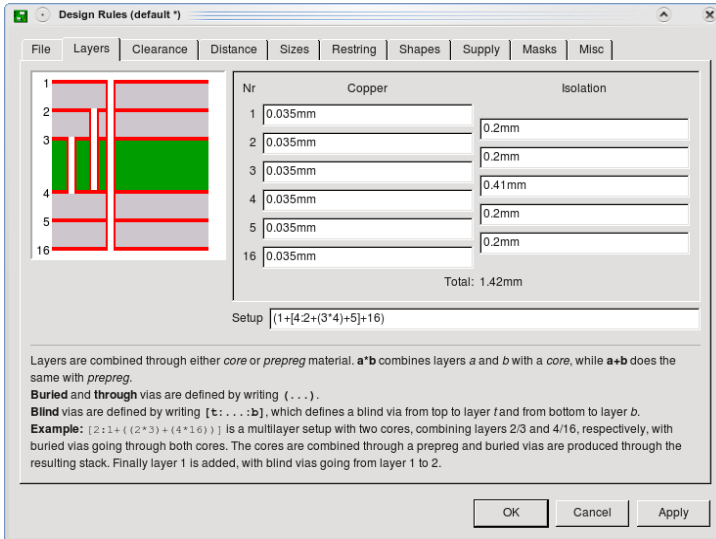 Design Rules (default *)
File Layers Clearance Distance Sizes Restring Shapes Supply Masks Misc
1
2
3
4
5
16
Nr Copper Isolation
1 0.035mm
0.2mm
2 0.035mm
0.2mm
3 0.035mm
0.41mm
4 0.035mm
0.2mm
5 0.035mm
0.2mm
16 0.035mm
Total: 1.42mm
Setup (1+[4:2+(3*4)+5]+16)
Layers are combined through either core or prepreg material. a*b combines layers a and b with a core, while a+b does the
same with prepreg.
Buried and through vias are defined by writing (...).
Blind vias are defined by writing [t:...:b], which defines a blind via from top to layer t and from bottom to layer b.
Example: [2:1+((2*3)+(4*16))] is a multilayer setup with two cores, combining layers 2/3 and 4/16, respectively, with
buried vias going through both cores. The cores are combined through a prepreg and buried vias are produced through the
resulting stack. Finally layer 1 is added, with blind vias going from layer 1 to 2.
OK Cancel Apply